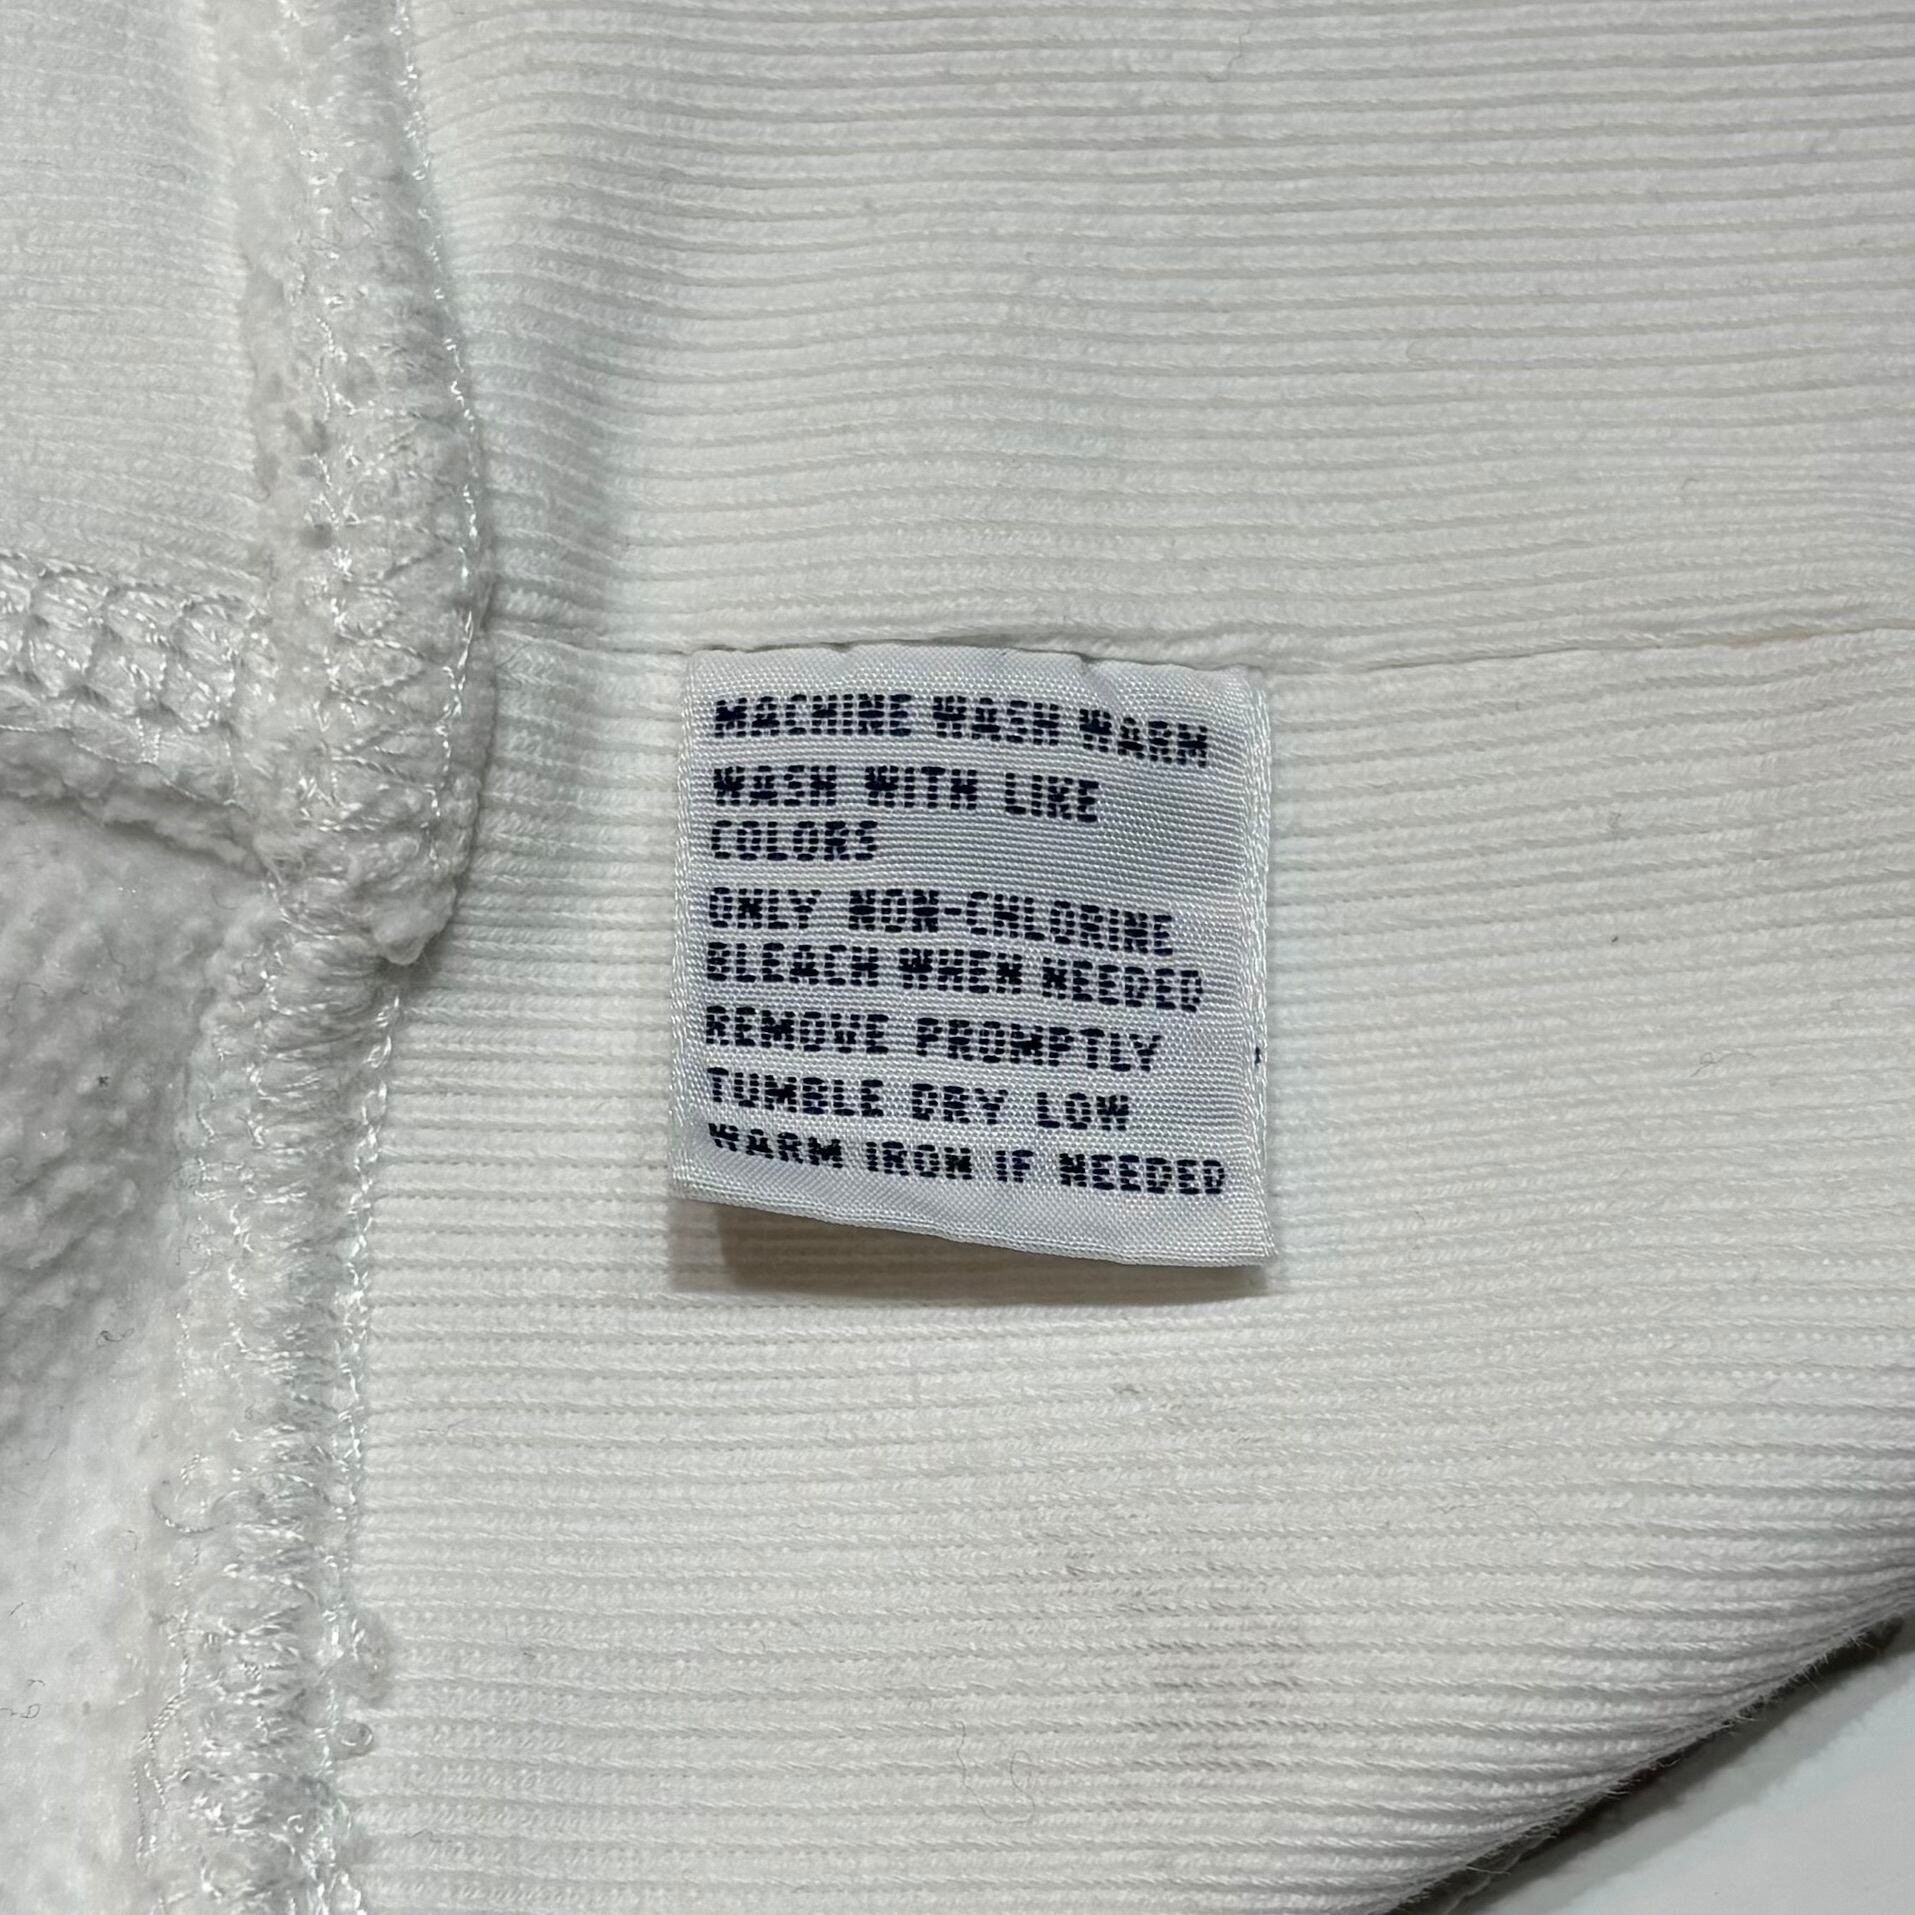 MACHINE WASH WARM
WASH WITH LIKE
COLORS
ONLY NON-CHLORINE
BLEACH WHEN NEEDED
REMOVE PROMPTLY
TUMBLE DRY LOW
WARM IRON IF NEEDED